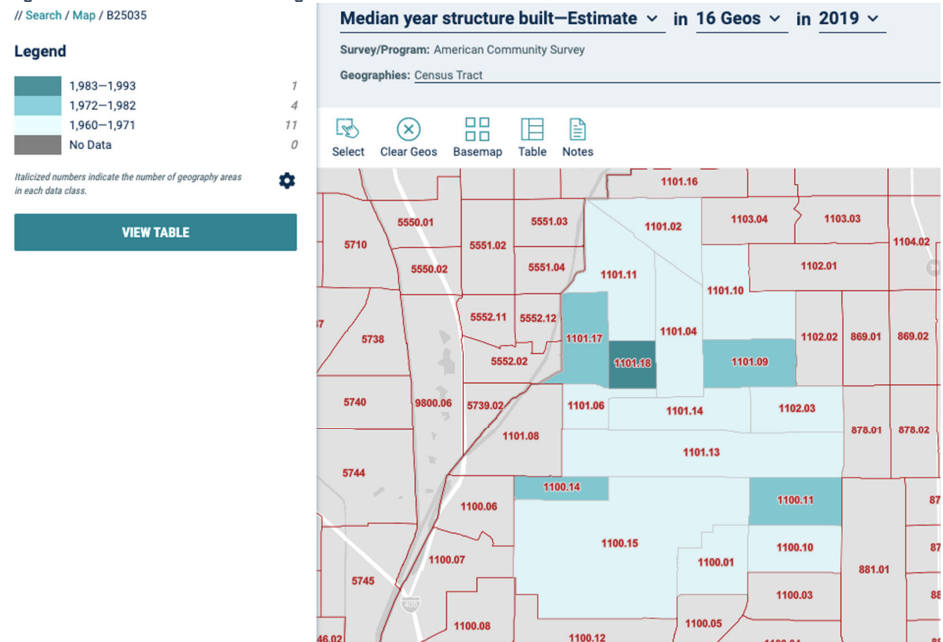 // Search / Map / B25035
Legend
1,983—1,993 1
1,972—1,982 4
1,960—1,971 11
No Data 0
Italicized numbers indicate the number of geography areas
in each data class.
VIEW TABLE
Median year structure built—Estimate in 16 Geos in 2019
Survey/Program: American Community Survey
Geographies: Census Tract
Select Clear Geos Basemap Table Notes
1101.16
5550.01 5551.03 1101.02 1103.04 1103.03
5710 5551.02 1104.02
5550.02 5551.04 1101.11 1102.01
1101.10
5552.11 5552.12
37 5738 1101.17 1101.04 1102.02 869.01 869.02
5552.02 1101.18 1101.09
5740 9800.06 5739.02 1101.06 1101.14 1102.03
1101.08 878.01 878.02
1101.13
5744
1100.14 1100.11 87
1100.06
1100.15 1100.10 87
1100.07 1100.01
5745 881.01
405 1100.03 88
1100.08 1100.05
46.02 1100.12